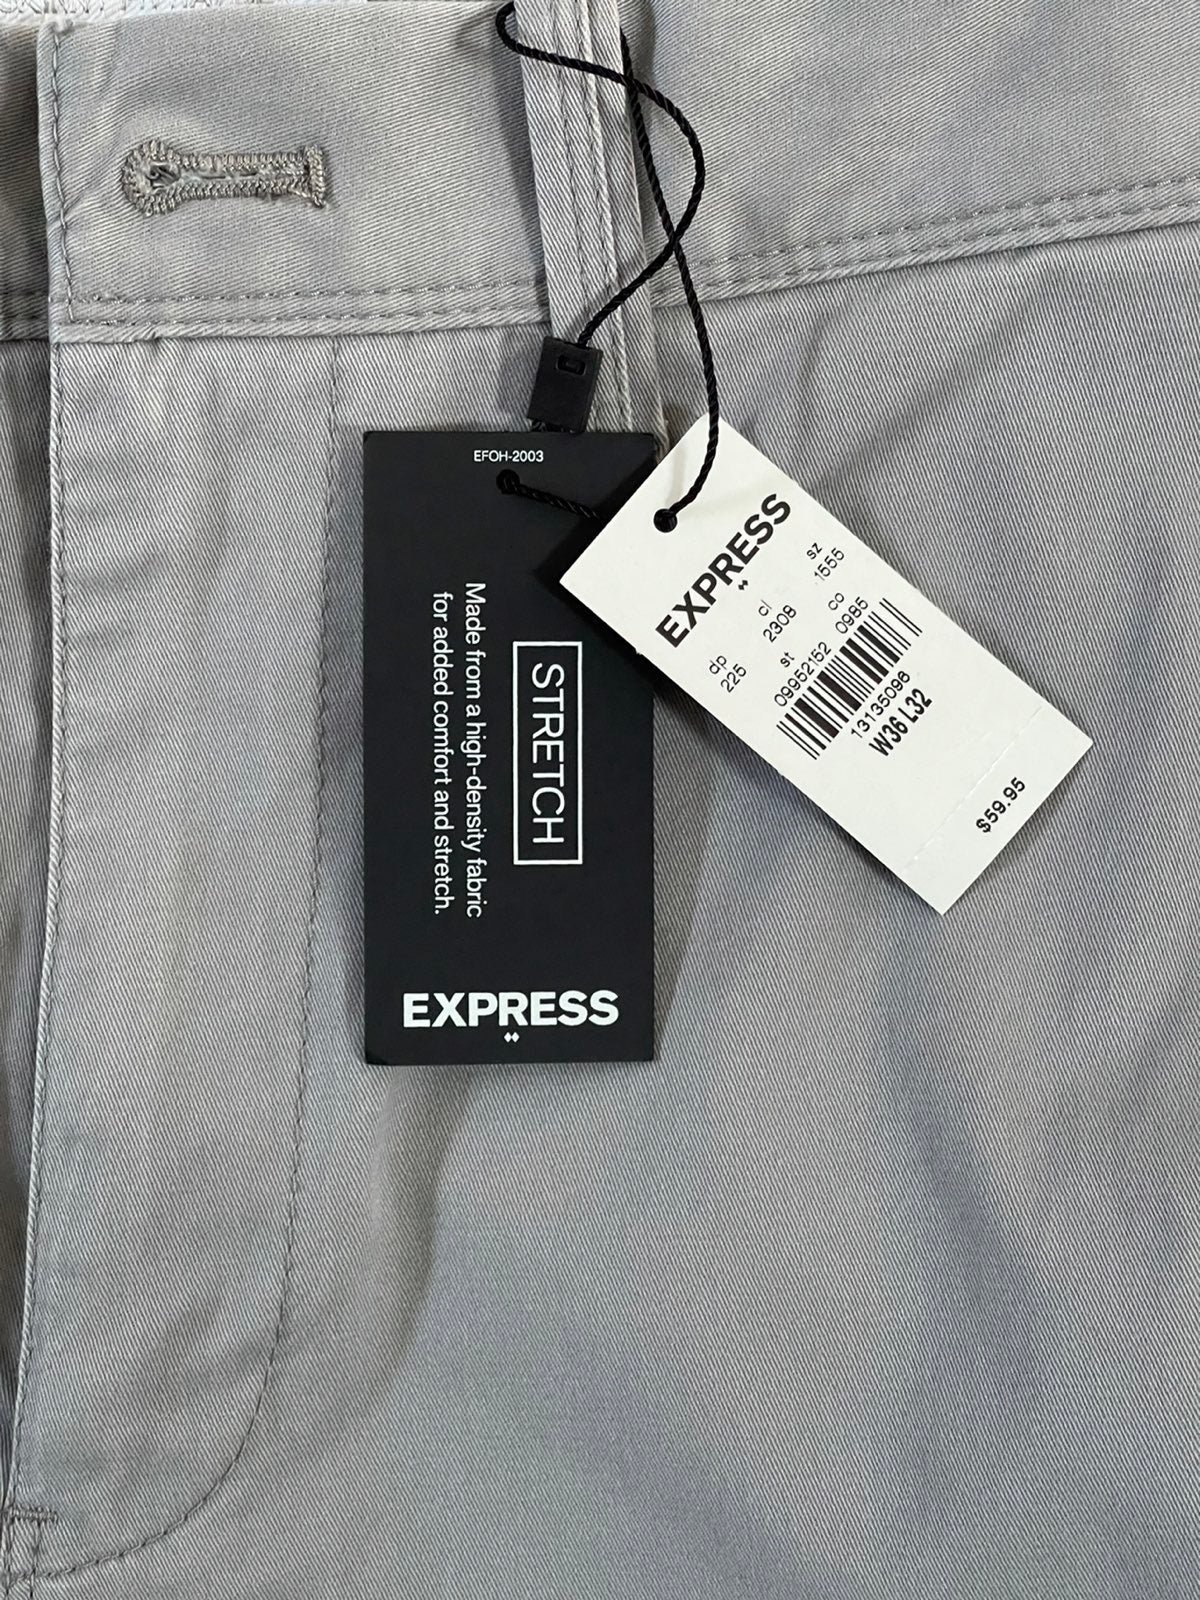 EFOH-2003
STRETCH
Made from a high-density fabric
for added comfort and stretch.
EXPRESS
EXPRESS
dp cl sz
225 2308 1555
st co
09952152 0985
13135096
W36 L32
$59.95